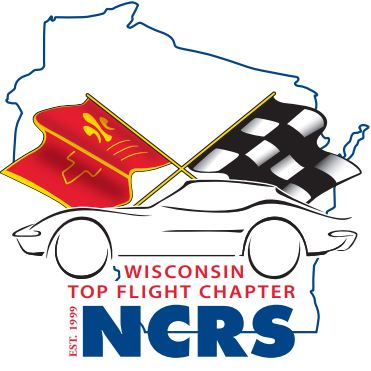 WISCONSIN
TOP FLIGHT CHAPTER
EST. 1999
NCRS